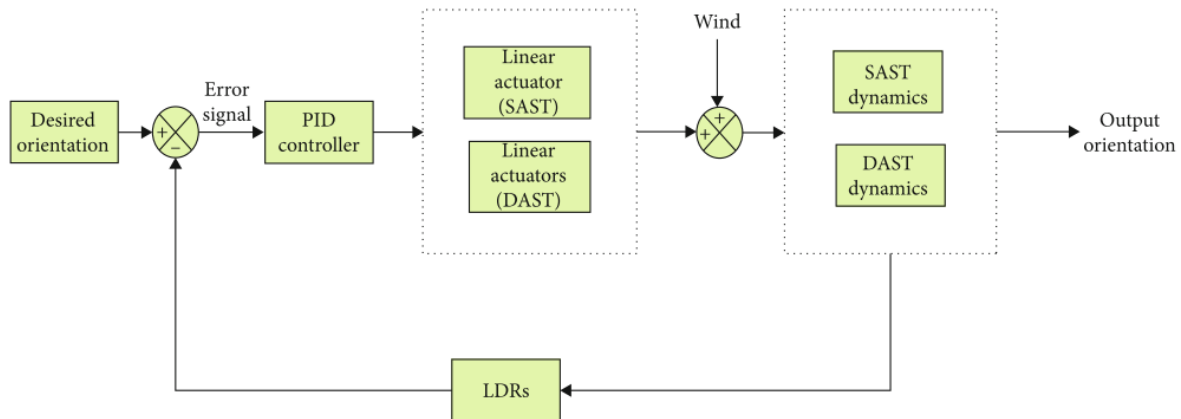 Desired
orientation
+
−
Error
signal
PID
controller
Linear
actuator
(SAST)
Linear
actuators
(DAST)
Wind
+
+
SAST
dynamics
DAST
dynamics
Output
orientation
LDRs